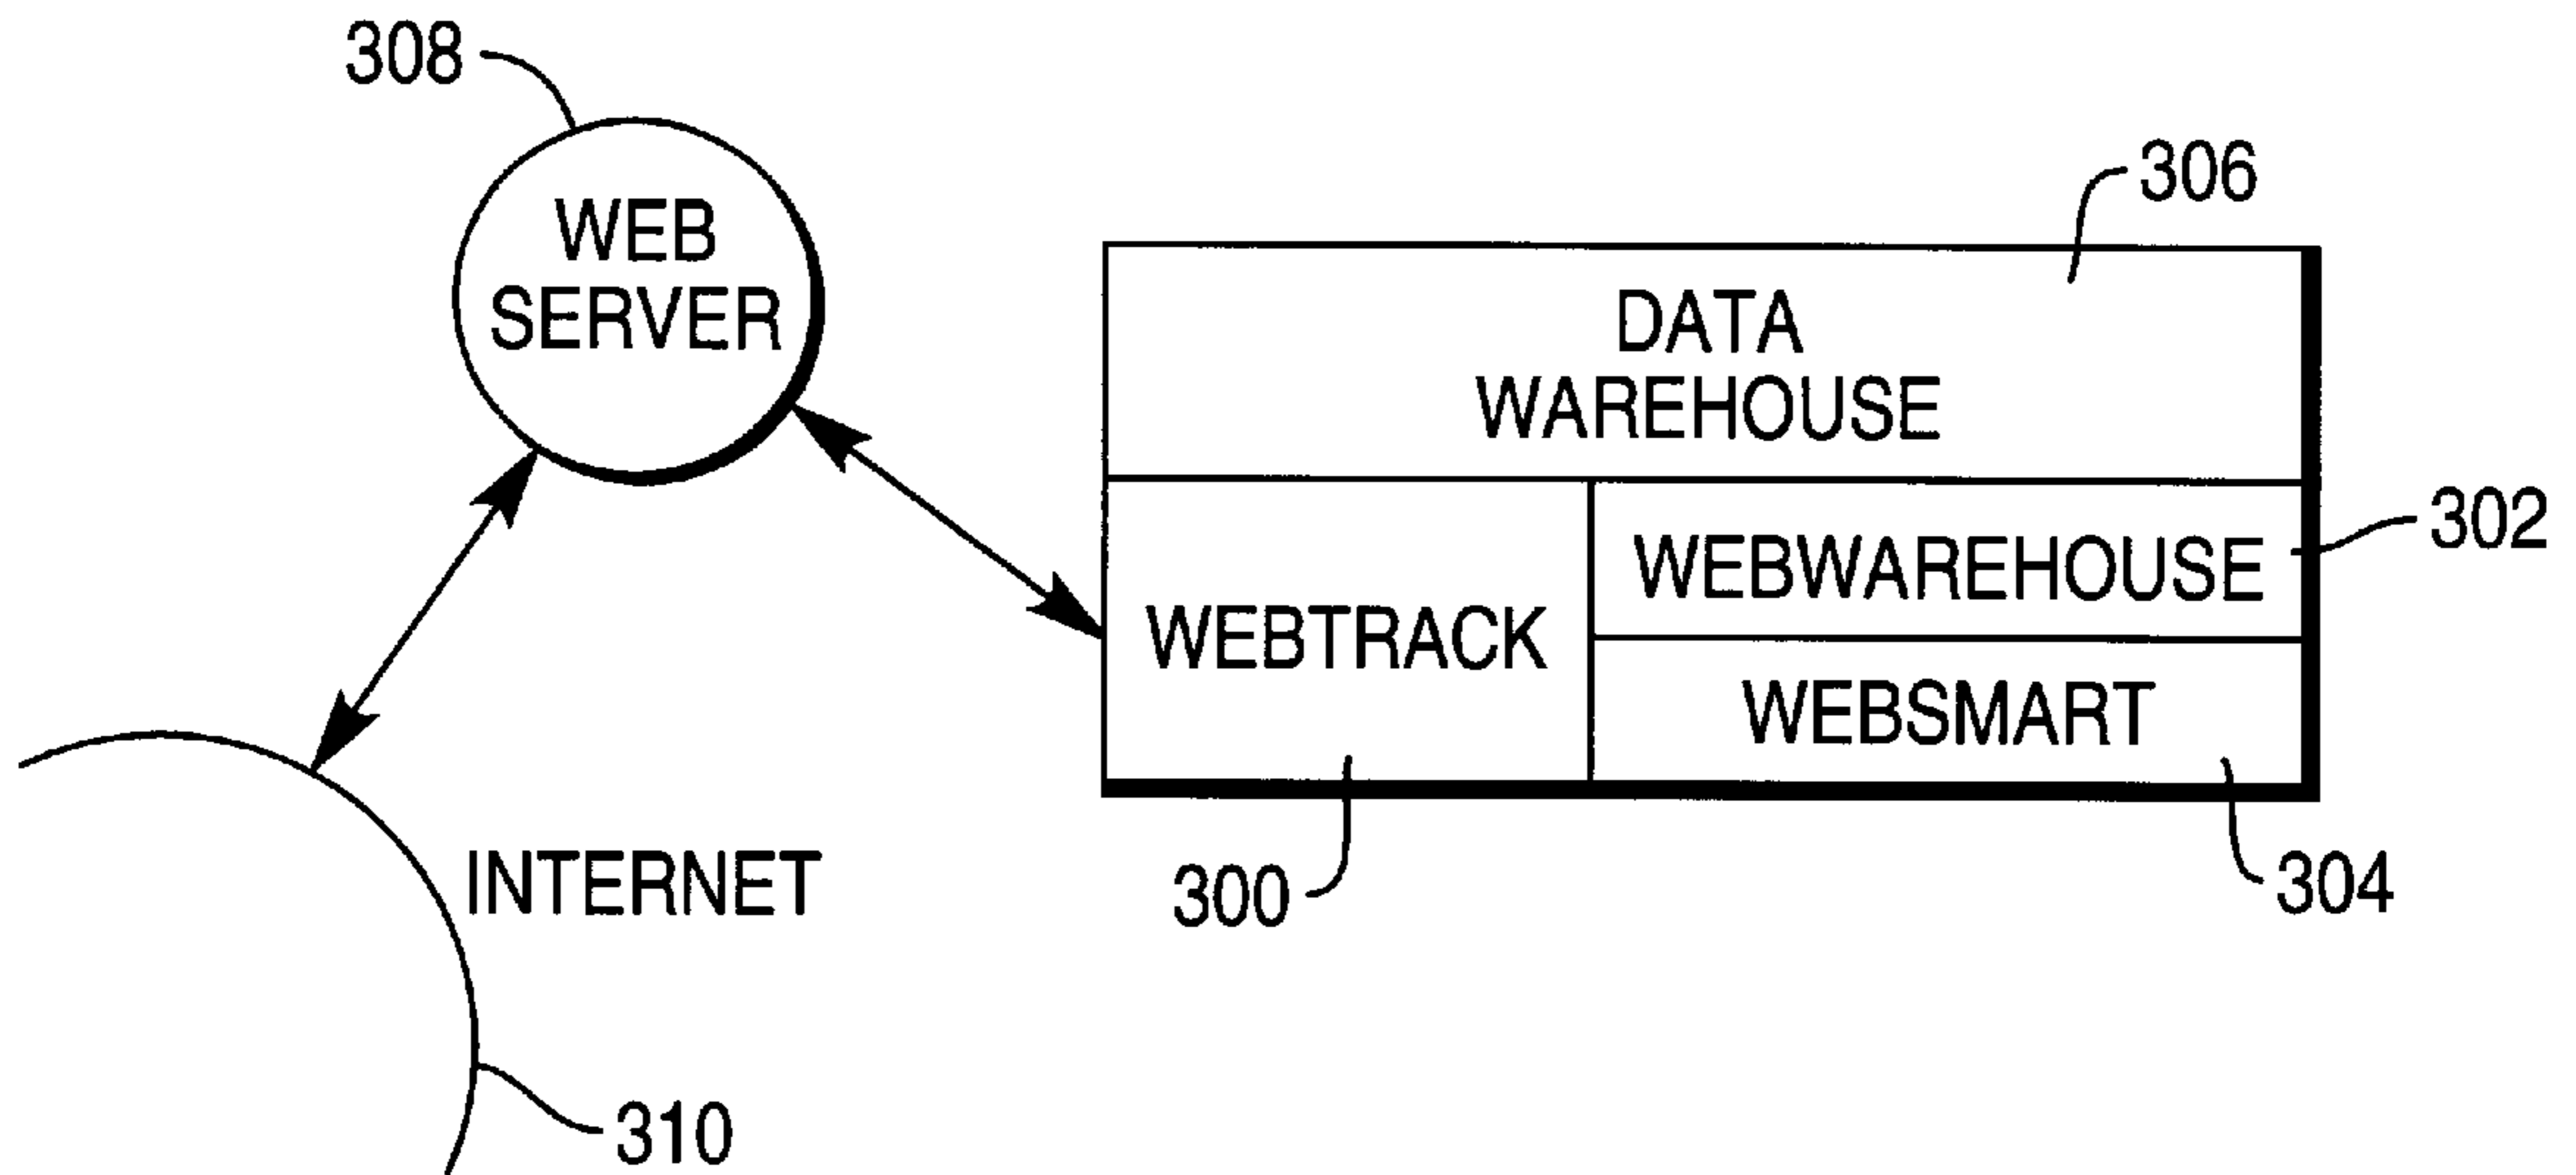 308
WEB
SERVER
306
DATA
WAREHOUSE
302
WEBWAREHOUSE
WEBTRACK
WEBSMART
300
304
INTERNET
310